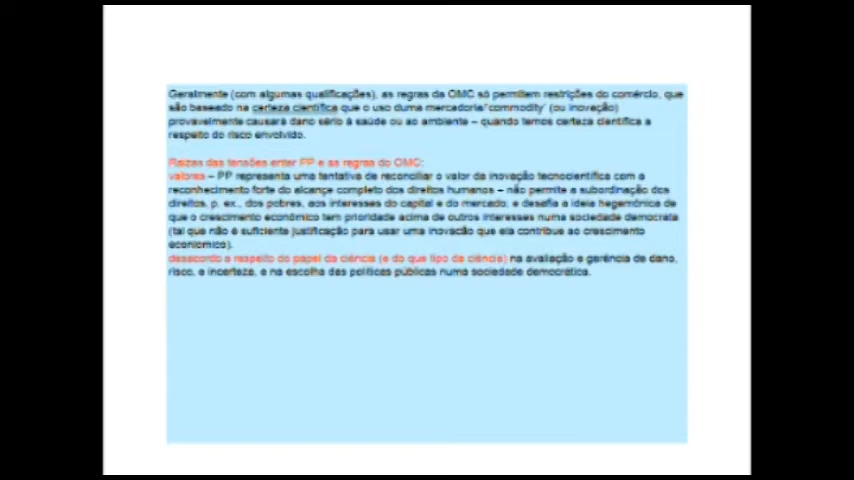 Geralmente (com algumas qualificações), as regras da OMC só permitem restrições do comércio, que
são baseado na certeza científica que o uso duma mercadoria/'commodity' (ou inovação)
provavelmente causará dano sério à saúde ou ao ambiente – quando temos certeza científica a
respeito do risco envolvido.
Raízes das tensões enter PP e as regras do OMC:
valores – PP representa uma tentativa de reconciliar o valor da inovação tecnocientífica com a
reconhecimento forte do alcance completo dos direitos humanos – não permite a subordinação dos
direitos, p. ex., dos pobres, aos interesses do capital e do mercado, e desafia a ideia hegemônica de
que o crescimento econômico tem prioridade acima de outros interesses numa sociedade democrata
(tal que não é suficiente justificação para usar uma inovacão que ela contribue ao crescimento
econômico).
desacordo a respeito do papel da ciência (e do que tipo da ciência) na avaliação e gerência de dano,
risco, e incerteza, e na escolha das políticas públicas numa sociedade democrática.